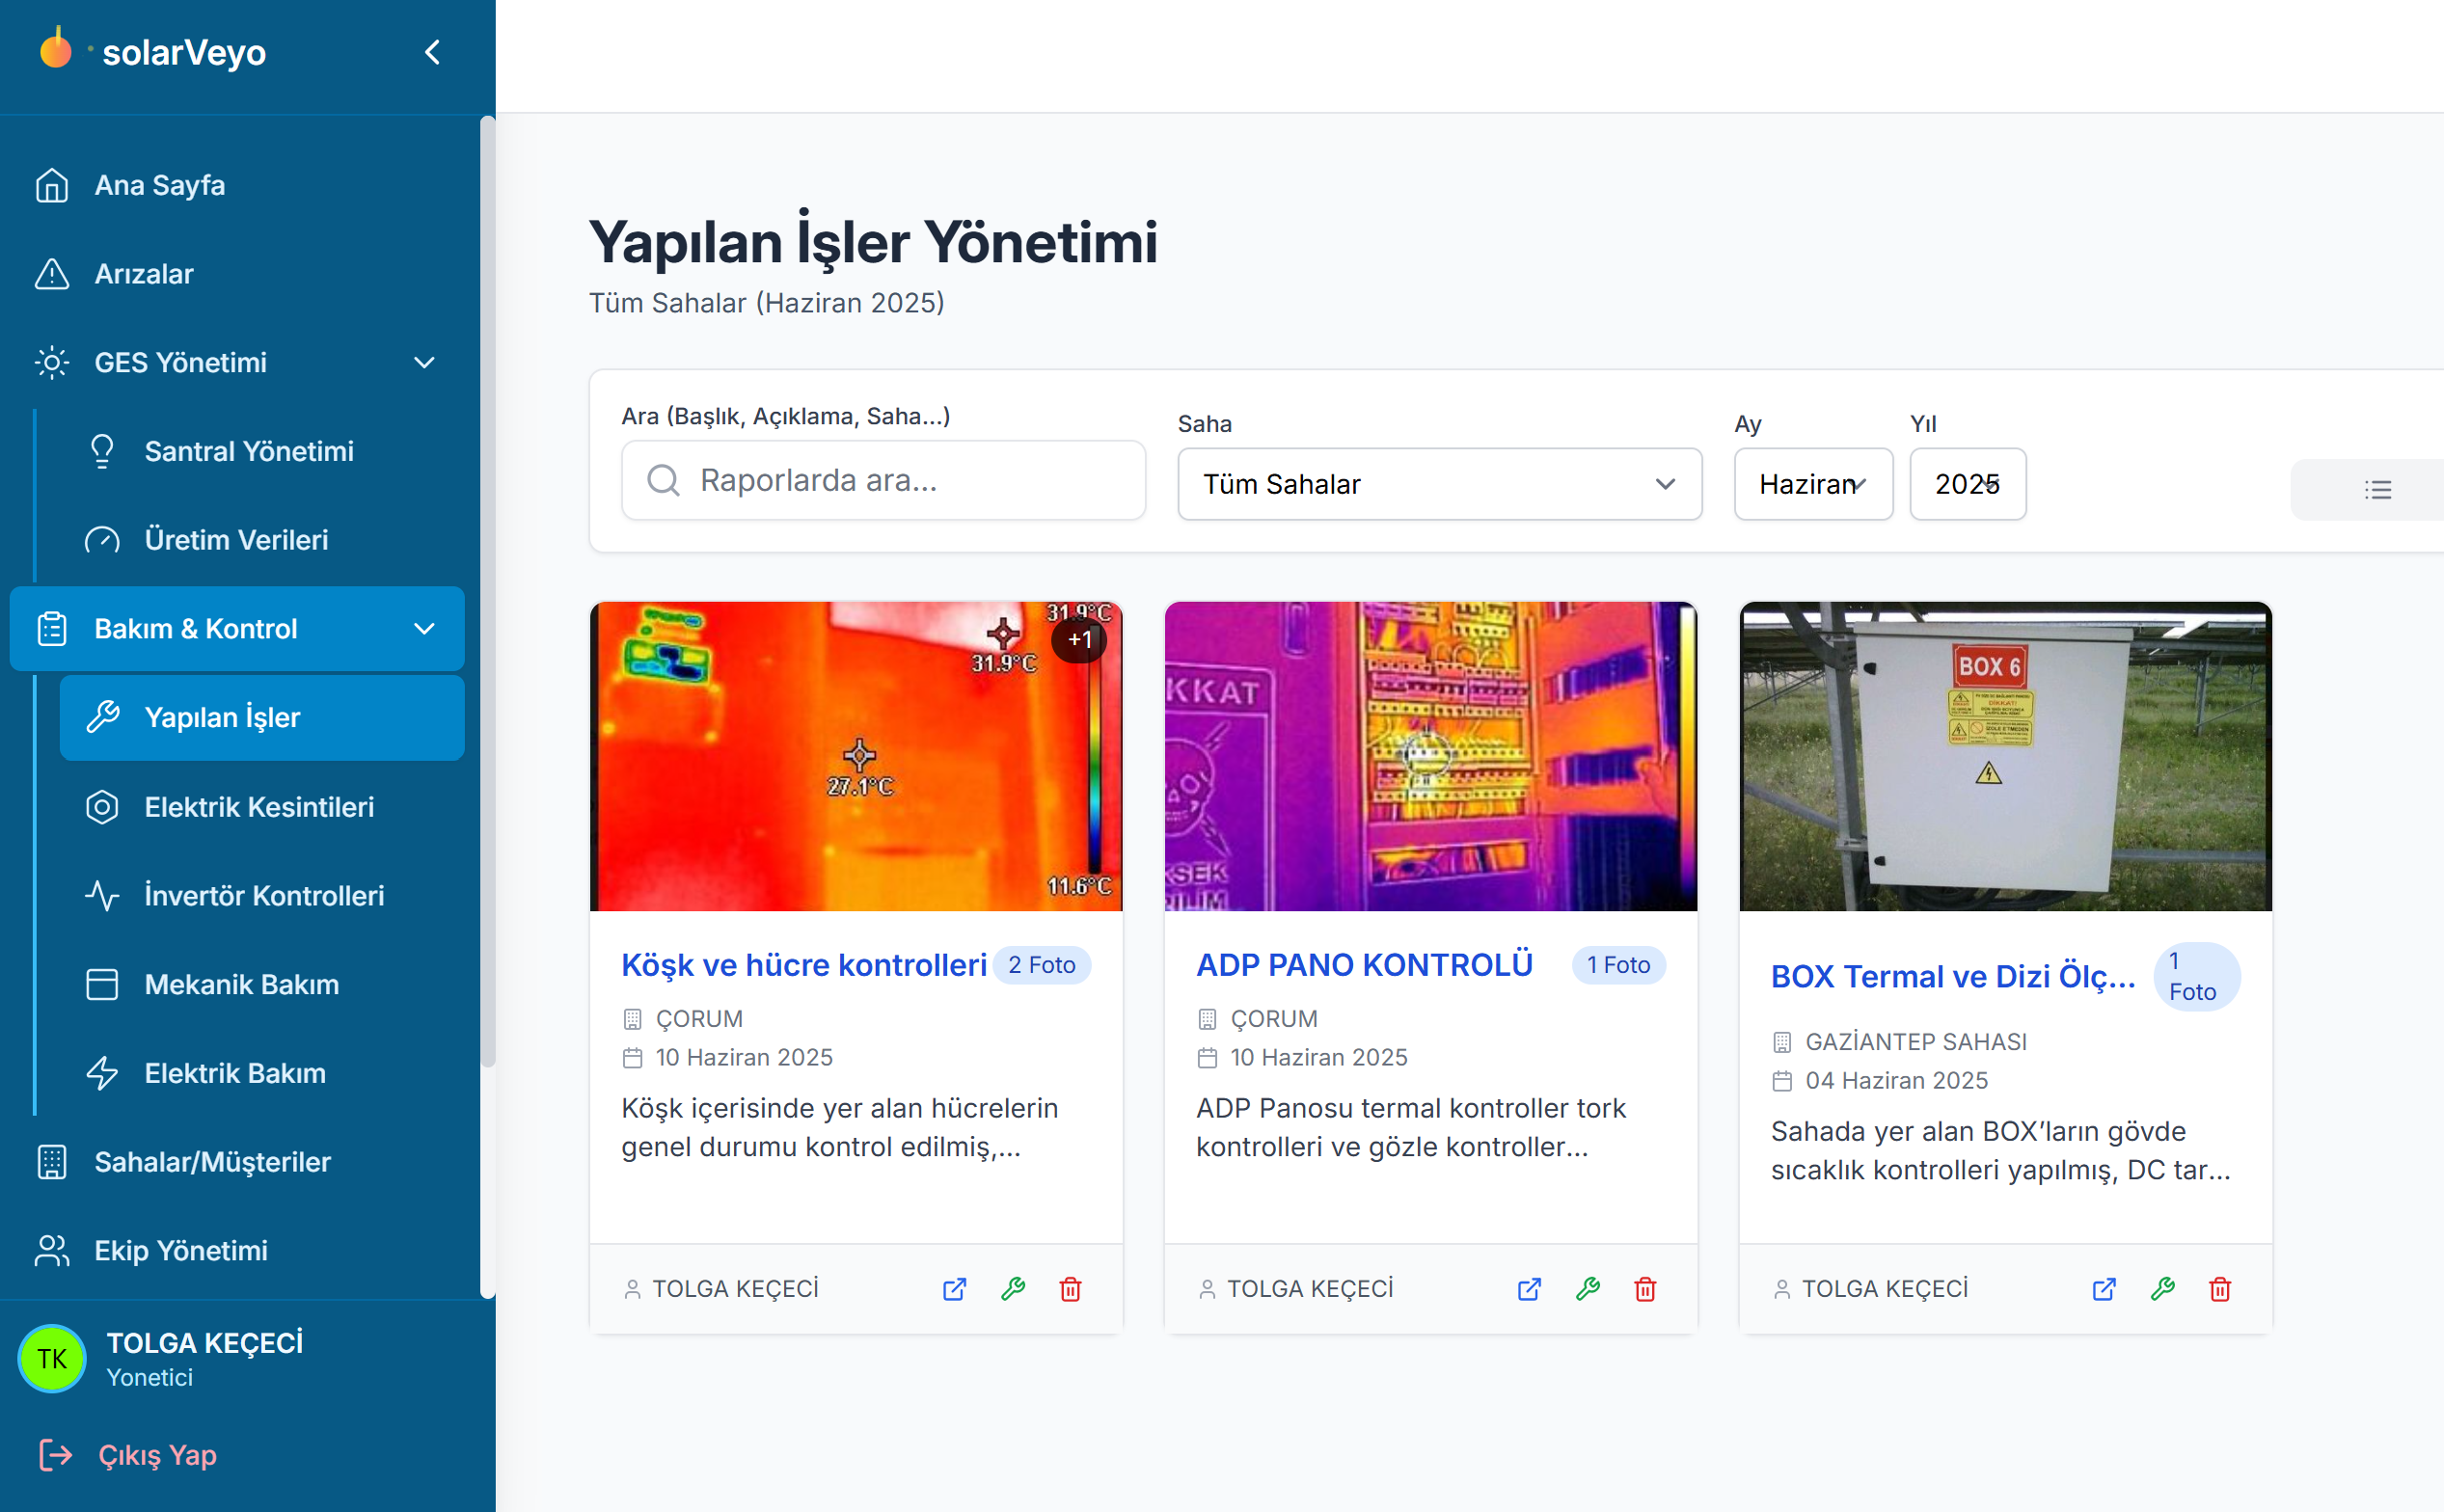 solarVeyo
Ana Sayfa
Arızalar
GES Yönetimi
Santral Yönetimi
Üretim Verileri
Bakım & Kontrol
Yapılan İşler
Elektrik Kesintileri
İnvertör Kontrolleri
Mekanik Bakım
Elektrik Bakım
Sahalar/Müşteriler
Ekip Yönetimi
TK
TOLGA KEÇECİ
Yonetici
Çıkış Yap
Yapılan İşler Yönetimi
Tüm Sahalar (Haziran 2025)
Ara (Başlık, Açıklama, Saha...)
Raporlarda ara...
Saha
Tüm Sahalar
Ay
Haziran
Yıl
2025
31.9°C
+1
31.9°C
27.1°C
11.6°C
Köşk ve hücre kontrolleri
2 Foto
ÇORUM
10 Haziran 2025
Köşk içerisinde yer alan hücrelerin
genel durumu kontrol edilmiş,...
TOLGA KEÇECİ
KKAT
KSEK
RİLİM
ADP PANO KONTROLÜ
1 Foto
ÇORUM
10 Haziran 2025
ADP Panosu termal kontroller tork
kontrolleri ve gözle kontroller...
TOLGA KEÇECİ
BOX 6
DİKKAT!
BOX Termal ve Dizi Ölç...
1
Foto
GAZİANTEP SAHASI
04 Haziran 2025
Sahada yer alan BOX’ların gövde
sıcaklık kontrolleri yapılmış, DC tar...
TOLGA KEÇECİ